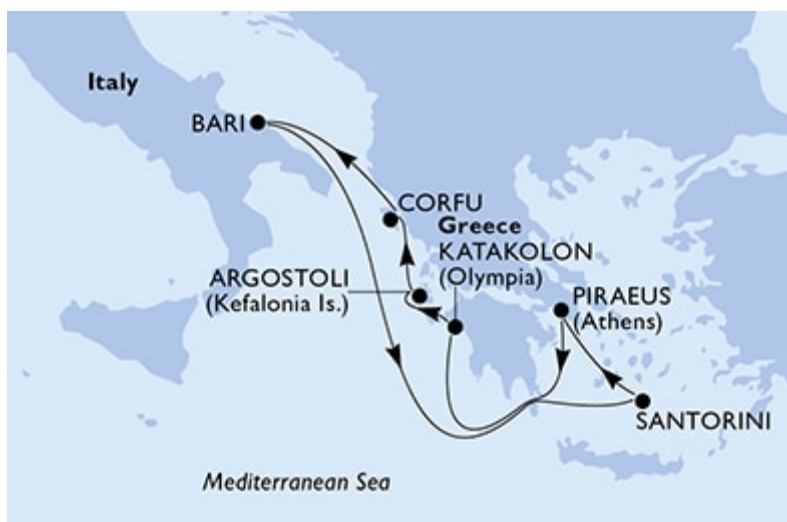 Italy
BARI
CORFU
Greece
KATAKOLON
(Olympia)
ARGOSTOLI
(Kefalonia Is.)
PIRAEUS
(Athens)
SANTORINI
Mediterranean Sea